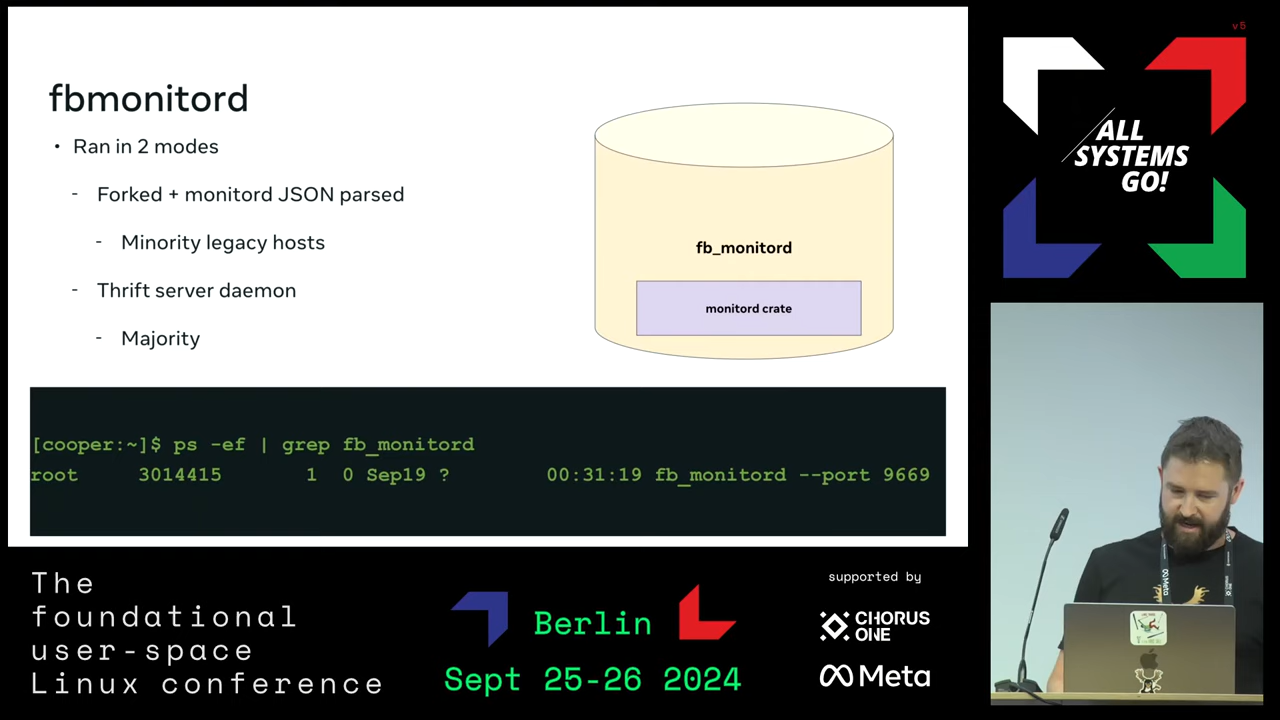 fbmonitord
• Ran in 2 modes
- Forked + monitord JSON parsed
- Minority legacy hosts
- Thrift server daemon
- Majority
fb_monitord
monitord crate
[cooper:~]$ ps -ef | grep fb_monitord
root 3014415 1 0 Sep19 ? 00:31:19 fb_monitord --port 9669
v5
ALL
SYSTEMS
GO!
The
foundational
user-space
Linux conference
Berlin
Sept 25-26 2024
supported by
CHORUS
ONE
Meta